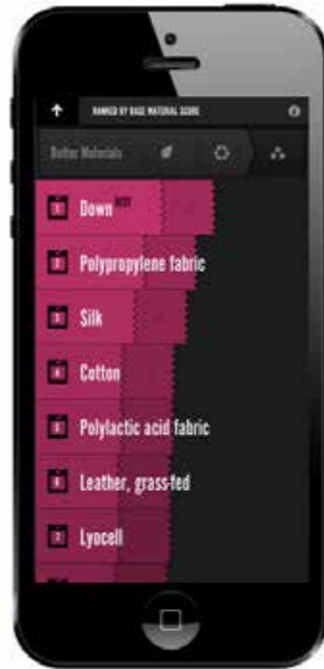 RANKED BY BASE MATERIAL SCORE
Better Materials
1 Down BEST
2 Polypropylene fabric
3 Silk
4 Cotton
5 Polylactic acid fabric
6 Leather, grass-fed
7 Lyocell